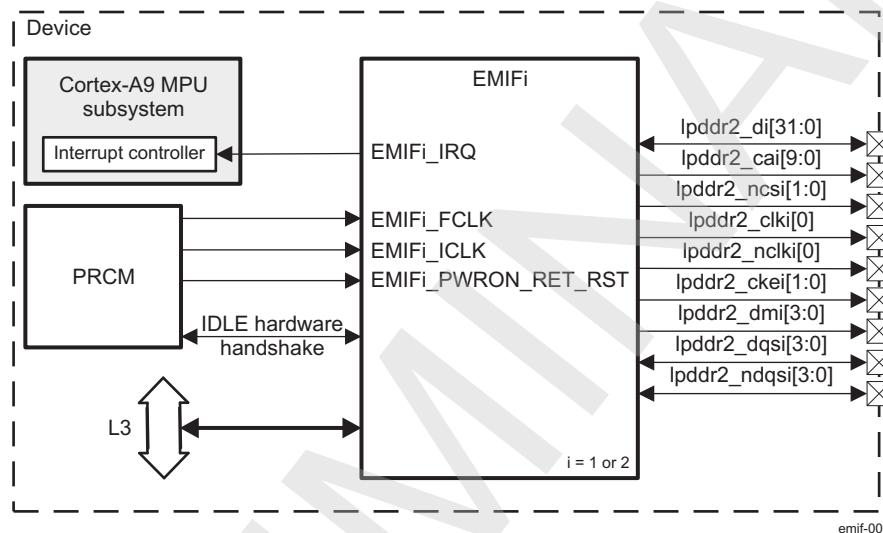 Device
Cortex-A9 MPU
subsystem
Interrupt controller
EMIFi
EMIFi_IRQ
EMIFi_FCLK
EMIFi_ICLK
EMIFi_PWRON_RET_RST
PRCM
IDLE hardware
handshake
L3
i = 1 or 2
lpddr2_di[31:0]
lpddr2_cai[9:0]
lpddr2_ncsi[1:0]
lpddr2_clki[0]
lpddr2_nclki[0]
lpddr2_ckei[1:0]
lpddr2_dmi[3:0]
lpddr2_dqsi[3:0]
lpddr2_ndqsi[3:0]
emif-00